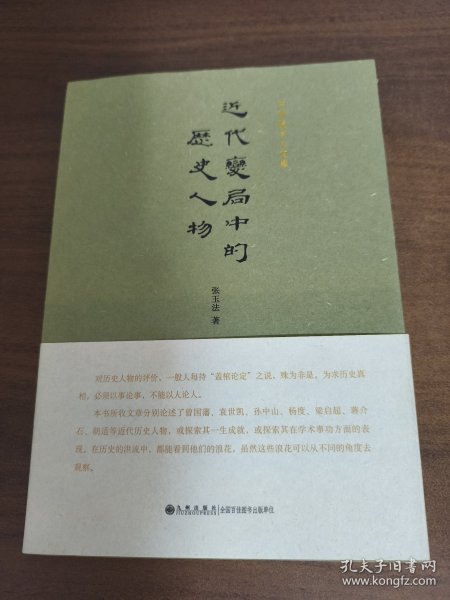 近代變局中的
歷史人物
张玉法 著
对历史人物的评价，一般人每持“盖棺论定”之说，殊为非是。为求历史真
相，必须以事论事，不能以人论人。
本书所收文章分别论述了曾国藩、袁世凯、孙中山、杨度、梁启超、蒋介
石、胡适等近代历史人物，或探索其一生成就，或探索其在学术事功方面的表
现，在历史的洪流中，都能看到他们的浪花，虽然这些浪花可以从不同的角度去
观察。
九州出版社
JIUZHOUPRESS
全国百佳图书出版单位
孔夫子旧书网
www.kongfz.com